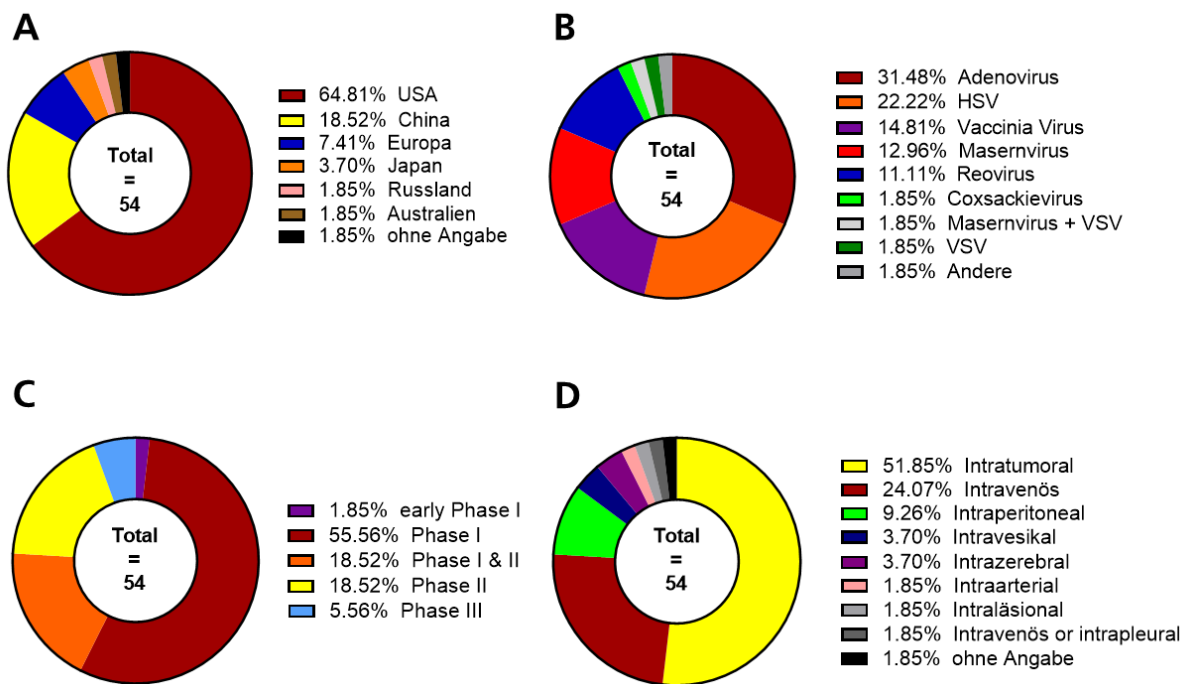 A
Total
=
54
64.81% USA
18.52% China
7.41% Europa
3.70% Japan
1.85% Russland
1.85% Australien
1.85% ohne Angabe
B
Total
=
54
31.48% Adenovirus
22.22% HSV
14.81% Vaccinia Virus
12.96% Masernvirus
11.11% Reovirus
1.85% Coxsackievirus
1.85% Masernvirus + VSV
1.85% VSV
1.85% Andere
C
Total
=
54
1.85% early Phase I
55.56% Phase I
18.52% Phase I & II
18.52% Phase II
5.56% Phase III
D
Total
=
54
51.85% Intratumoral
24.07% Intravenös
9.26% Intraperitoneal
3.70% Intravesikal
3.70% Intrazerebral
1.85% Intraarterial
1.85% Intraläsional
1.85% Intravenös or intrapleural
1.85% ohne Angabe